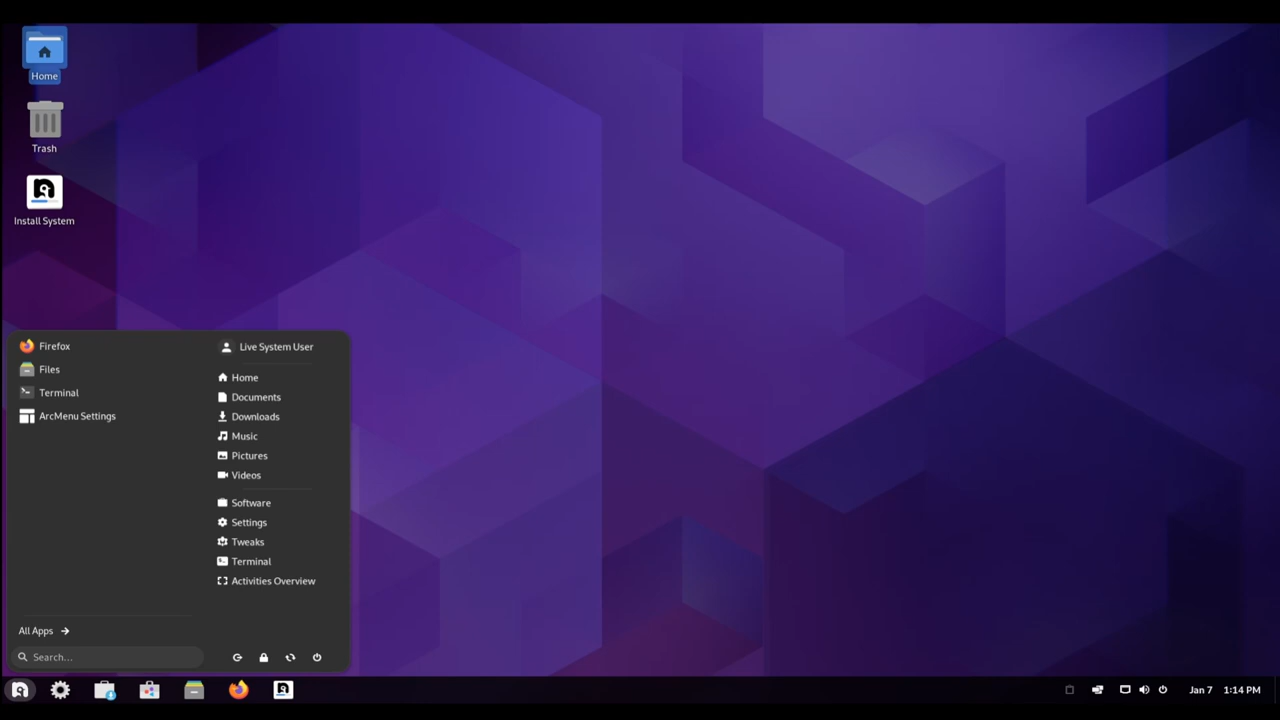 Home
Trash
Install System
Firefox
Files
Terminal
ArcMenu Settings
All Apps
Search...
Live System User
Home
Documents
Downloads
Music
Pictures
Videos
Software
Settings
Tweaks
Terminal
Activities Overview
Jan 7 1:14 PM